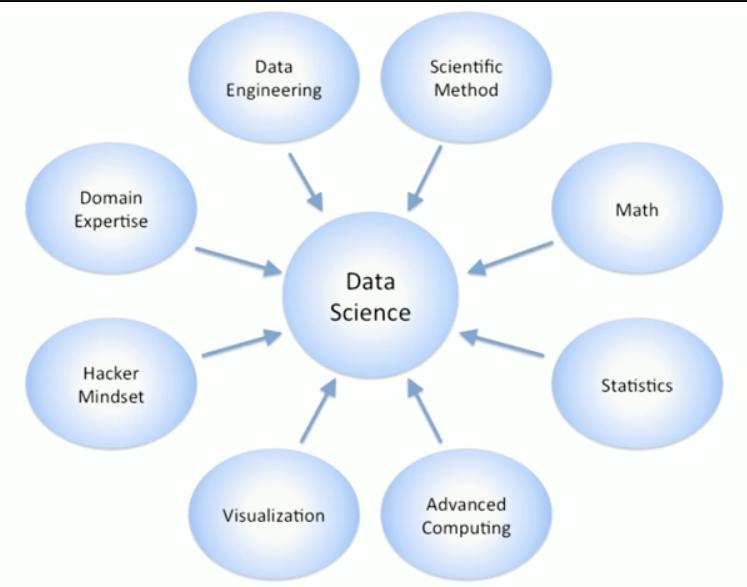 Data
Engineering
Scientific
Method
Domain
Expertise
Math
Data
Science
Hacker
Mindset
Statistics
Visualization
Advanced
Computing